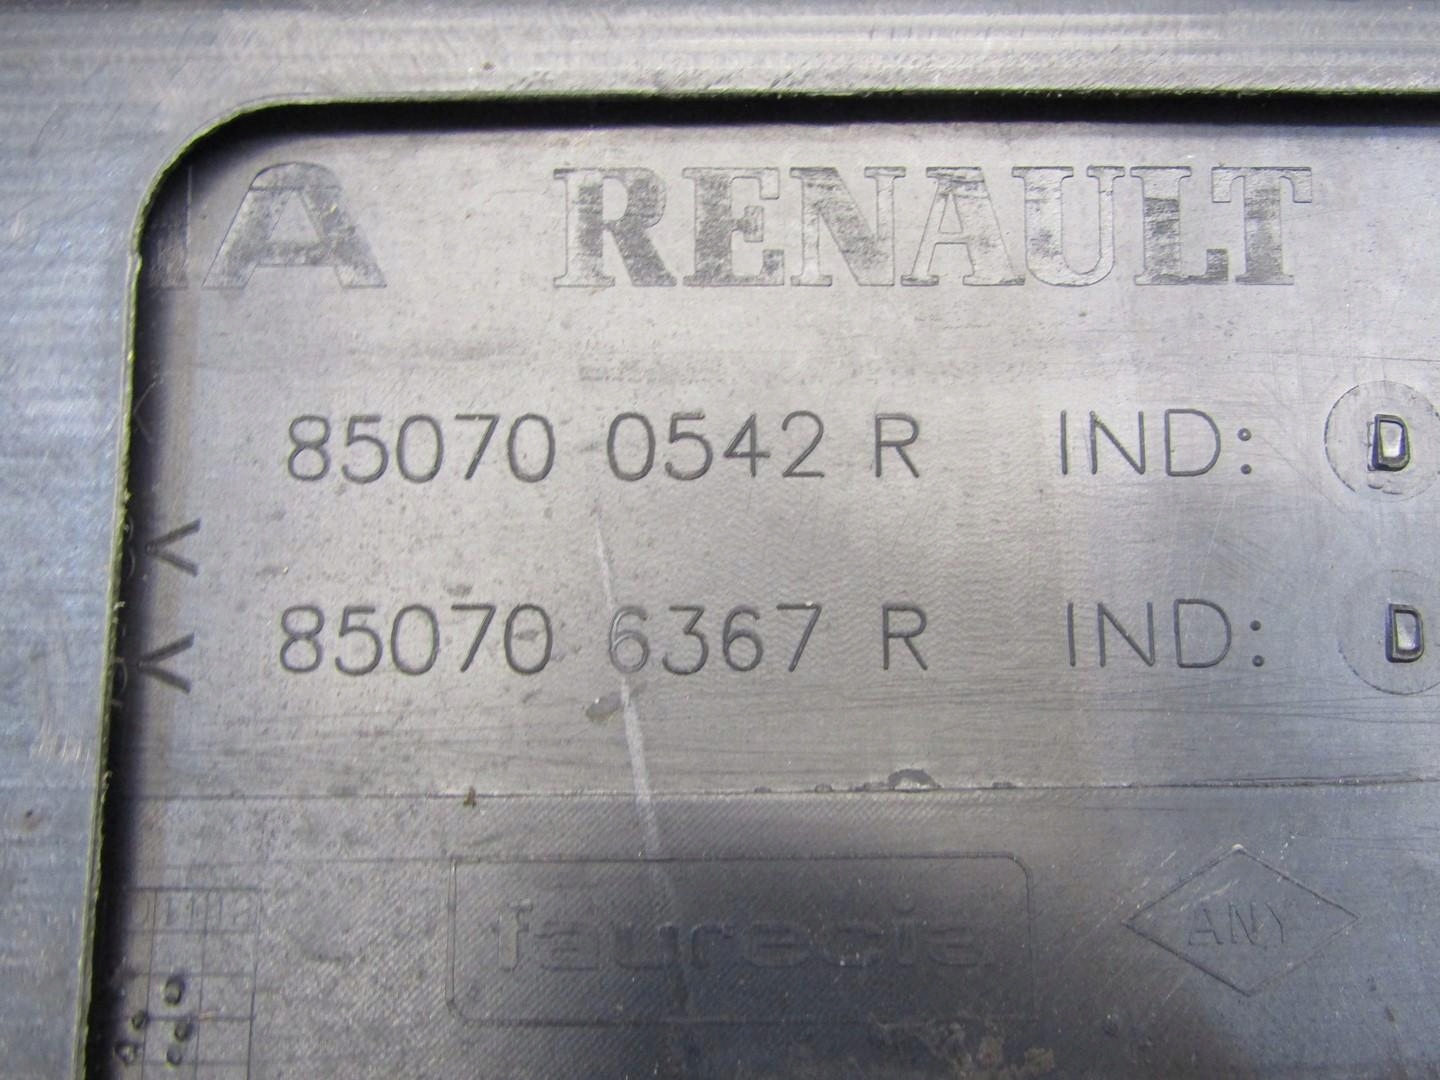 RENAULT
85070 0542 R IND: D
85070 6367 R IND: D
faurecia
ANY